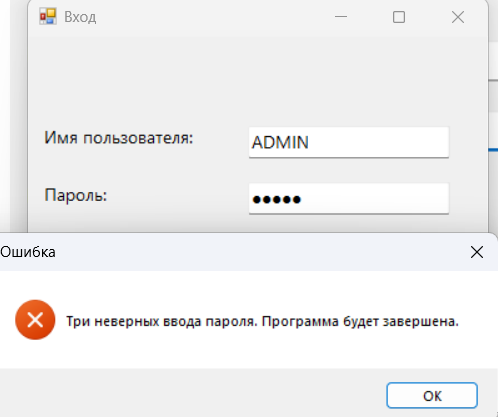 Вход
Имя пользователя:
ADMIN
Пароль:
●●●●●
Ошибка
Три неверных ввода пароля. Программа будет завершена.
OK